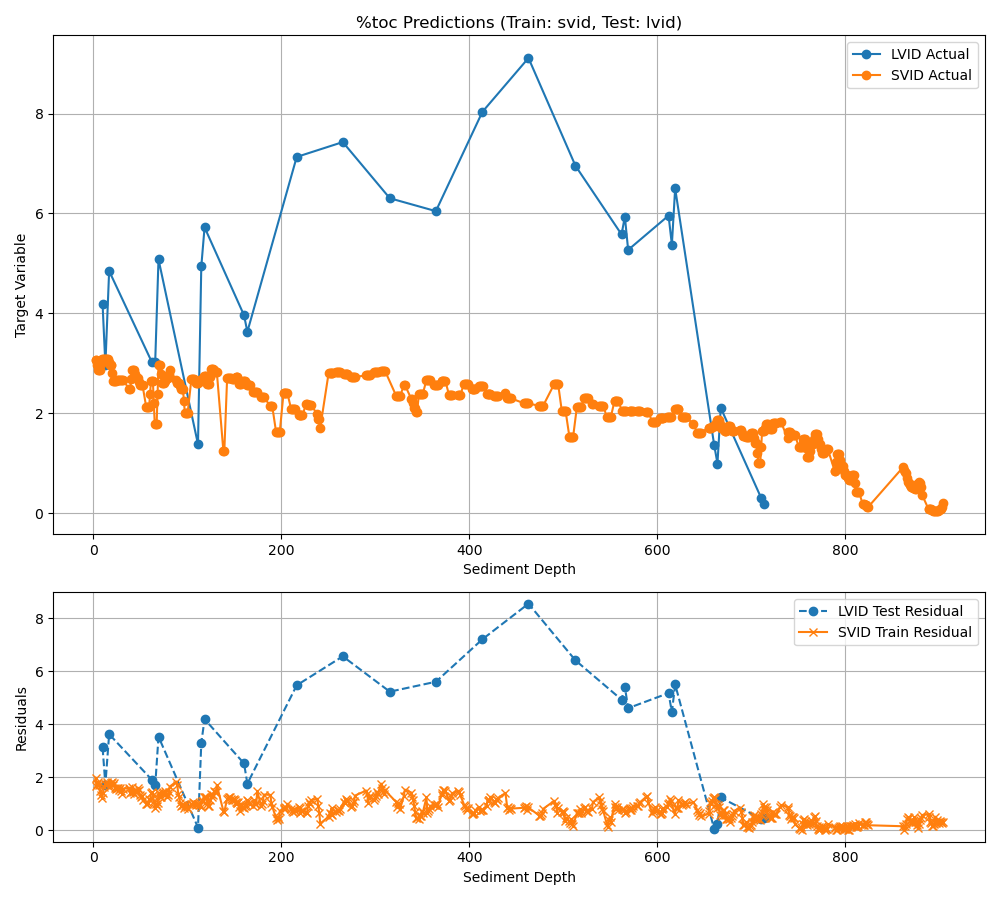 %toc Predictions (Train: svid, Test: lvid)
LVID Actual
SVID Actual
Target Variable
8
6
4
2
0
0 200 400 600 800
Sediment Depth
LVID Test Residual
SVID Train Residual
Residuals
8
6
4
2
0
0 200 400 600 800
Sediment Depth